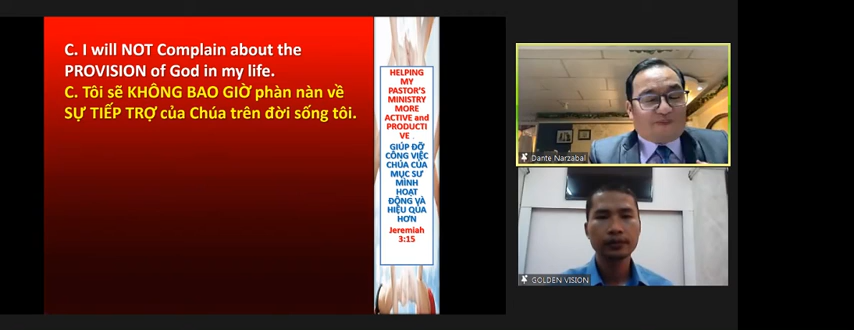 C. I will NOT Complain about the
PROVISION of God in my life.
C. Tôi sẽ KHÔNG BAO GIỜ phàn nàn về
SỰ TIẾP TRỢ của Chúa trên đời sống tôi.
HELPING
MY
PASTOR'S
MINISTRY
MORE
ACTIVE and
PRODUCTI
VE .
GIÚP ĐỠ
CÔNG VIỆC
CHÚA CỦA
MỤC SƯ
MÌNH
HOẠT
ĐỘNG VÀ
HIỆU QUẢ
HƠN
Jeremiah
3:15
Dante Narzabal
GOLDEN VISION